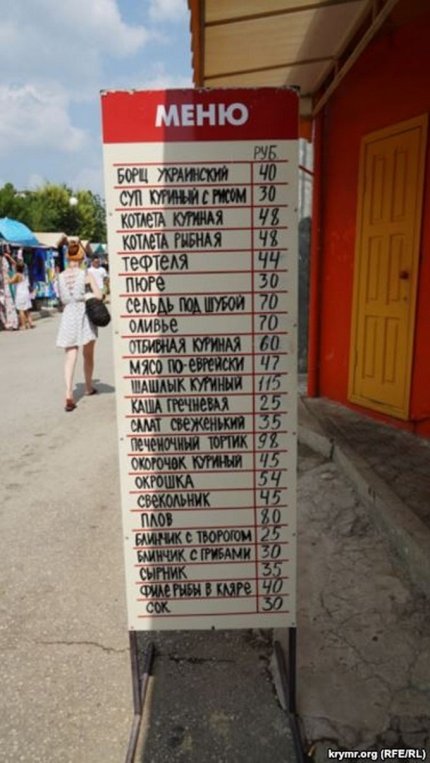 МЕНЮ
РУБ.
БОРЩ УКРАИНСКИЙ 40
СУП КУРИНЫЙ С РИСОМ 30
КОТЛЕТА КУРИНАЯ 48
КОТЛЕТА РЫБНАЯ 48
ТЕФТЕЛЯ 44
ПЮРЕ 30
СЕЛЬДЬ ПОД ШУБОЙ 70
ОЛИВЬЕ 70
ОТБИВНАЯ КУРИНАЯ 60
МЯСО ПО-ЕВРЕЙСКИ 47
ШАШЛЫК КУРИНЫЙ 115
КАША ГРЕЧНЕВАЯ 25
САЛАТ СВЕЖЕНЬКИЙ 35
ПЕЧЕНОЧНЫЙ ТОРТИК 98
ОКОРОЧОК КУРИНЫЙ 45
ОКРОШКА 54
СВЕКОЛЬНИК 45
ПЛОВ 80
БЛИНЧИК С ТВОРОГОМ 25
БЛИНЧИК С ГРИБАМИ 30
СЫРНИК 35
ФИЛЕ РЫБЫ В КЛЯРЕ 40
СОК 30
krymr.org (RFE/RL)